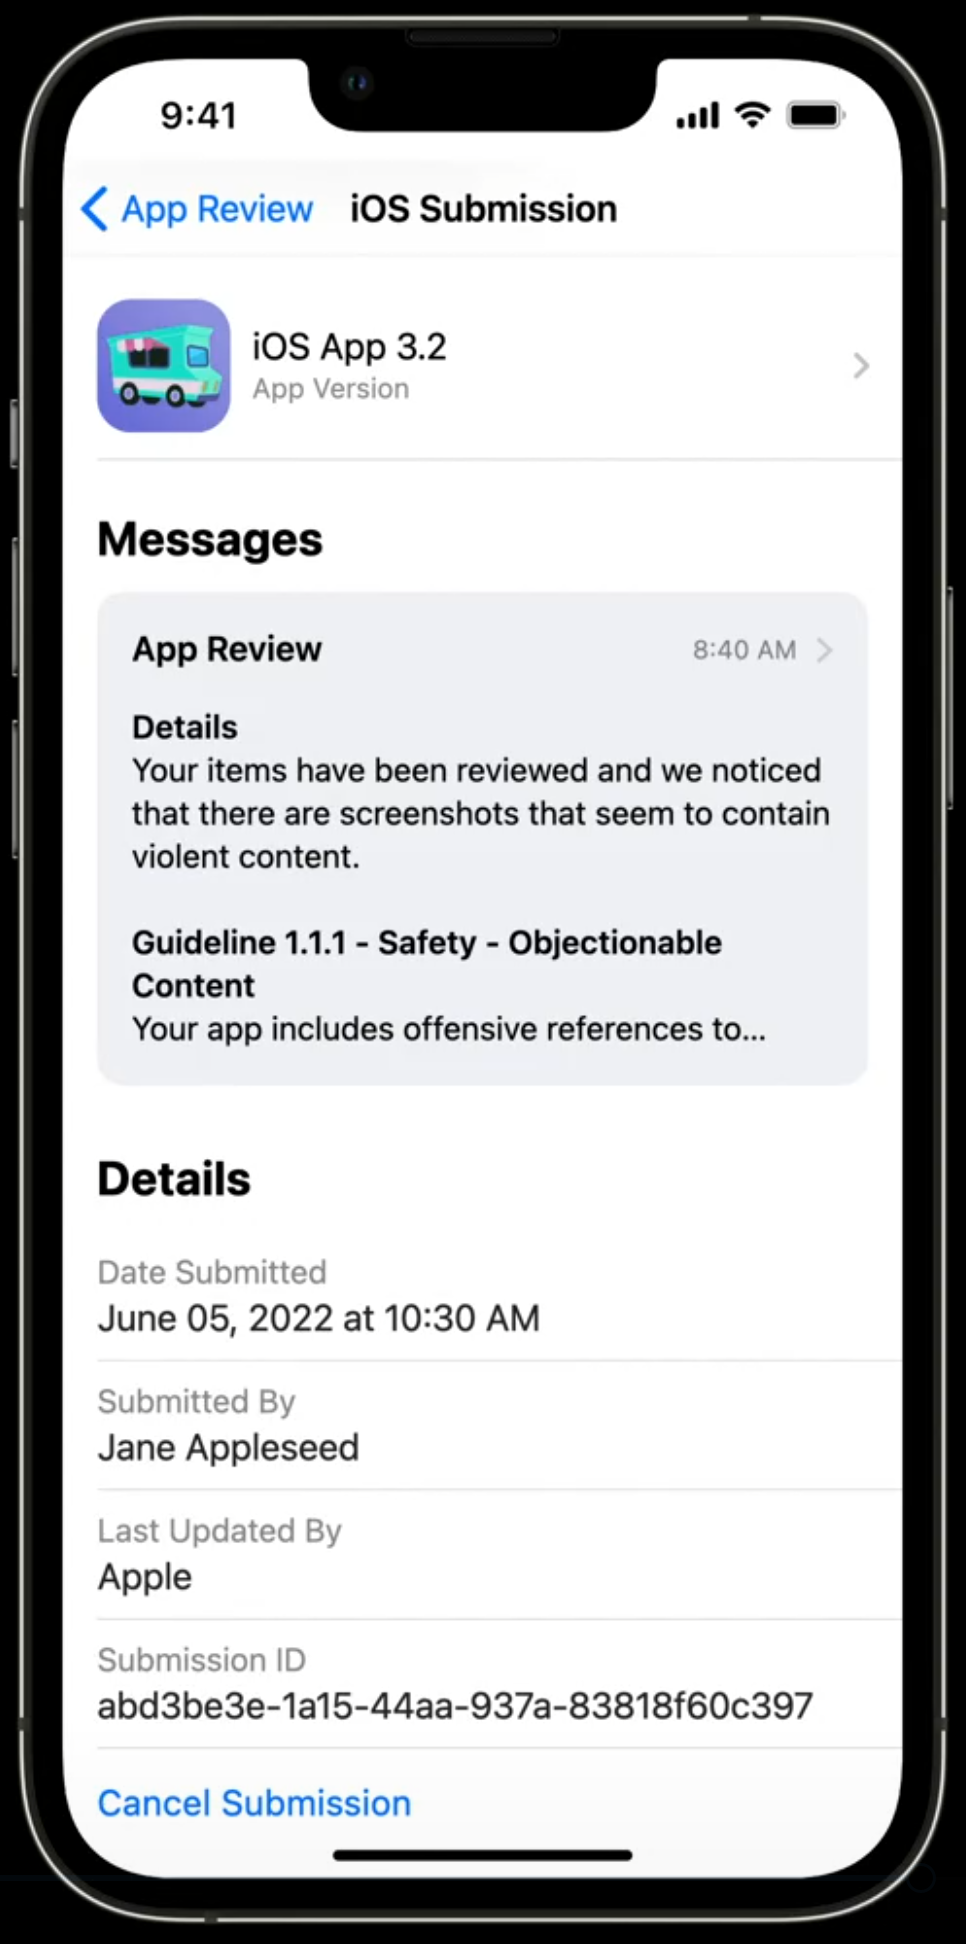 9:41
App Review iOS Submission
iOS App 3.2
App Version
Messages
App Review 8:40 AM
Details
Your items have been reviewed and we noticed
that there are screenshots that seem to contain
violent content.
Guideline 1.1.1 - Safety - Objectionable
Content
Your app includes offensive references to...
Details
Date Submitted
June 05, 2022 at 10:30 AM
Submitted By
Jane Appleseed
Last Updated By
Apple
Submission ID
abd3be3e-1a15-44aa-937a-83818f60c397
Cancel Submission